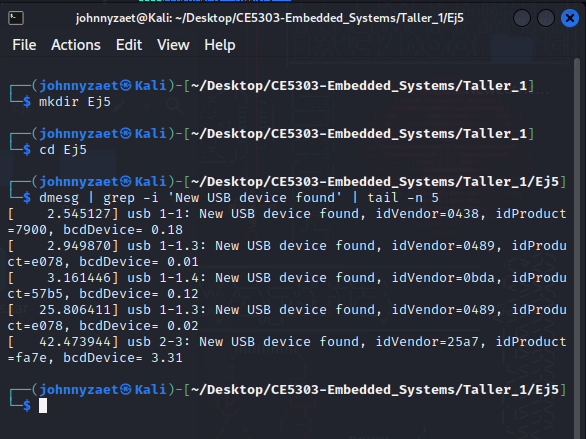 johnnyzaet@Kali: ~/Desktop/CE5303-Embedded_Systems/Taller_1/Ej5
File Actions Edit View Help
┌──(johnnyzaet㉿Kali)-[~/Desktop/CE5303-Embedded_Systems/Taller_1]
└─$ mkdir Ej5
┌──(johnnyzaet㉿Kali)-[~/Desktop/CE5303-Embedded_Systems/Taller_1]
└─$ cd Ej5
┌──(johnnyzaet㉿Kali)-[~/Desktop/CE5303-Embedded_Systems/Taller_1/Ej5]
└─$ dmesg | grep -i 'New USB device found' | tail -n 5
[    2.545127] usb 1-1: New USB device found, idVendor=0438, idProduct
=7900, bcdDevice= 0.18
[    2.949870] usb 1-1.3: New USB device found, idVendor=0489, idProdu
ct=e078, bcdDevice= 0.01
[    3.161446] usb 1-1.4: New USB device found, idVendor=0bda, idProdu
ct=57b5, bcdDevice= 0.12
[   25.806411] usb 1-1.3: New USB device found, idVendor=0489, idProdu
ct=e078, bcdDevice= 0.02
[   42.473944] usb 2-3: New USB device found, idVendor=25a7, idProduct
=fa7e, bcdDevice= 3.31
┌──(johnnyzaet㉿Kali)-[~/Desktop/CE5303-Embedded_Systems/Taller_1/Ej5]
└─$